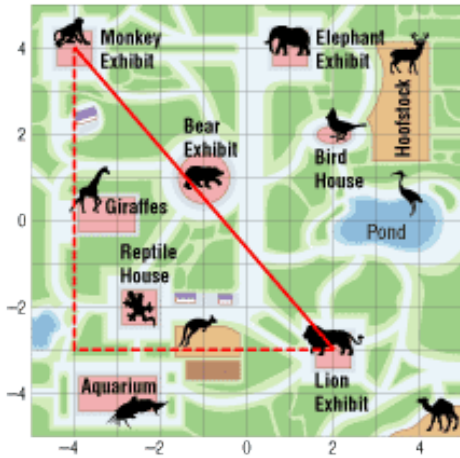 4
Monkey
Exhibit
Elephant
Exhibit
Hoofstock
2
Bear
Exhibit
Bird
House
0
Giraffes
Pond
Reptile
House
−2
Lion
Exhibit
−4
Aquarium
−4
−2
0
2
4